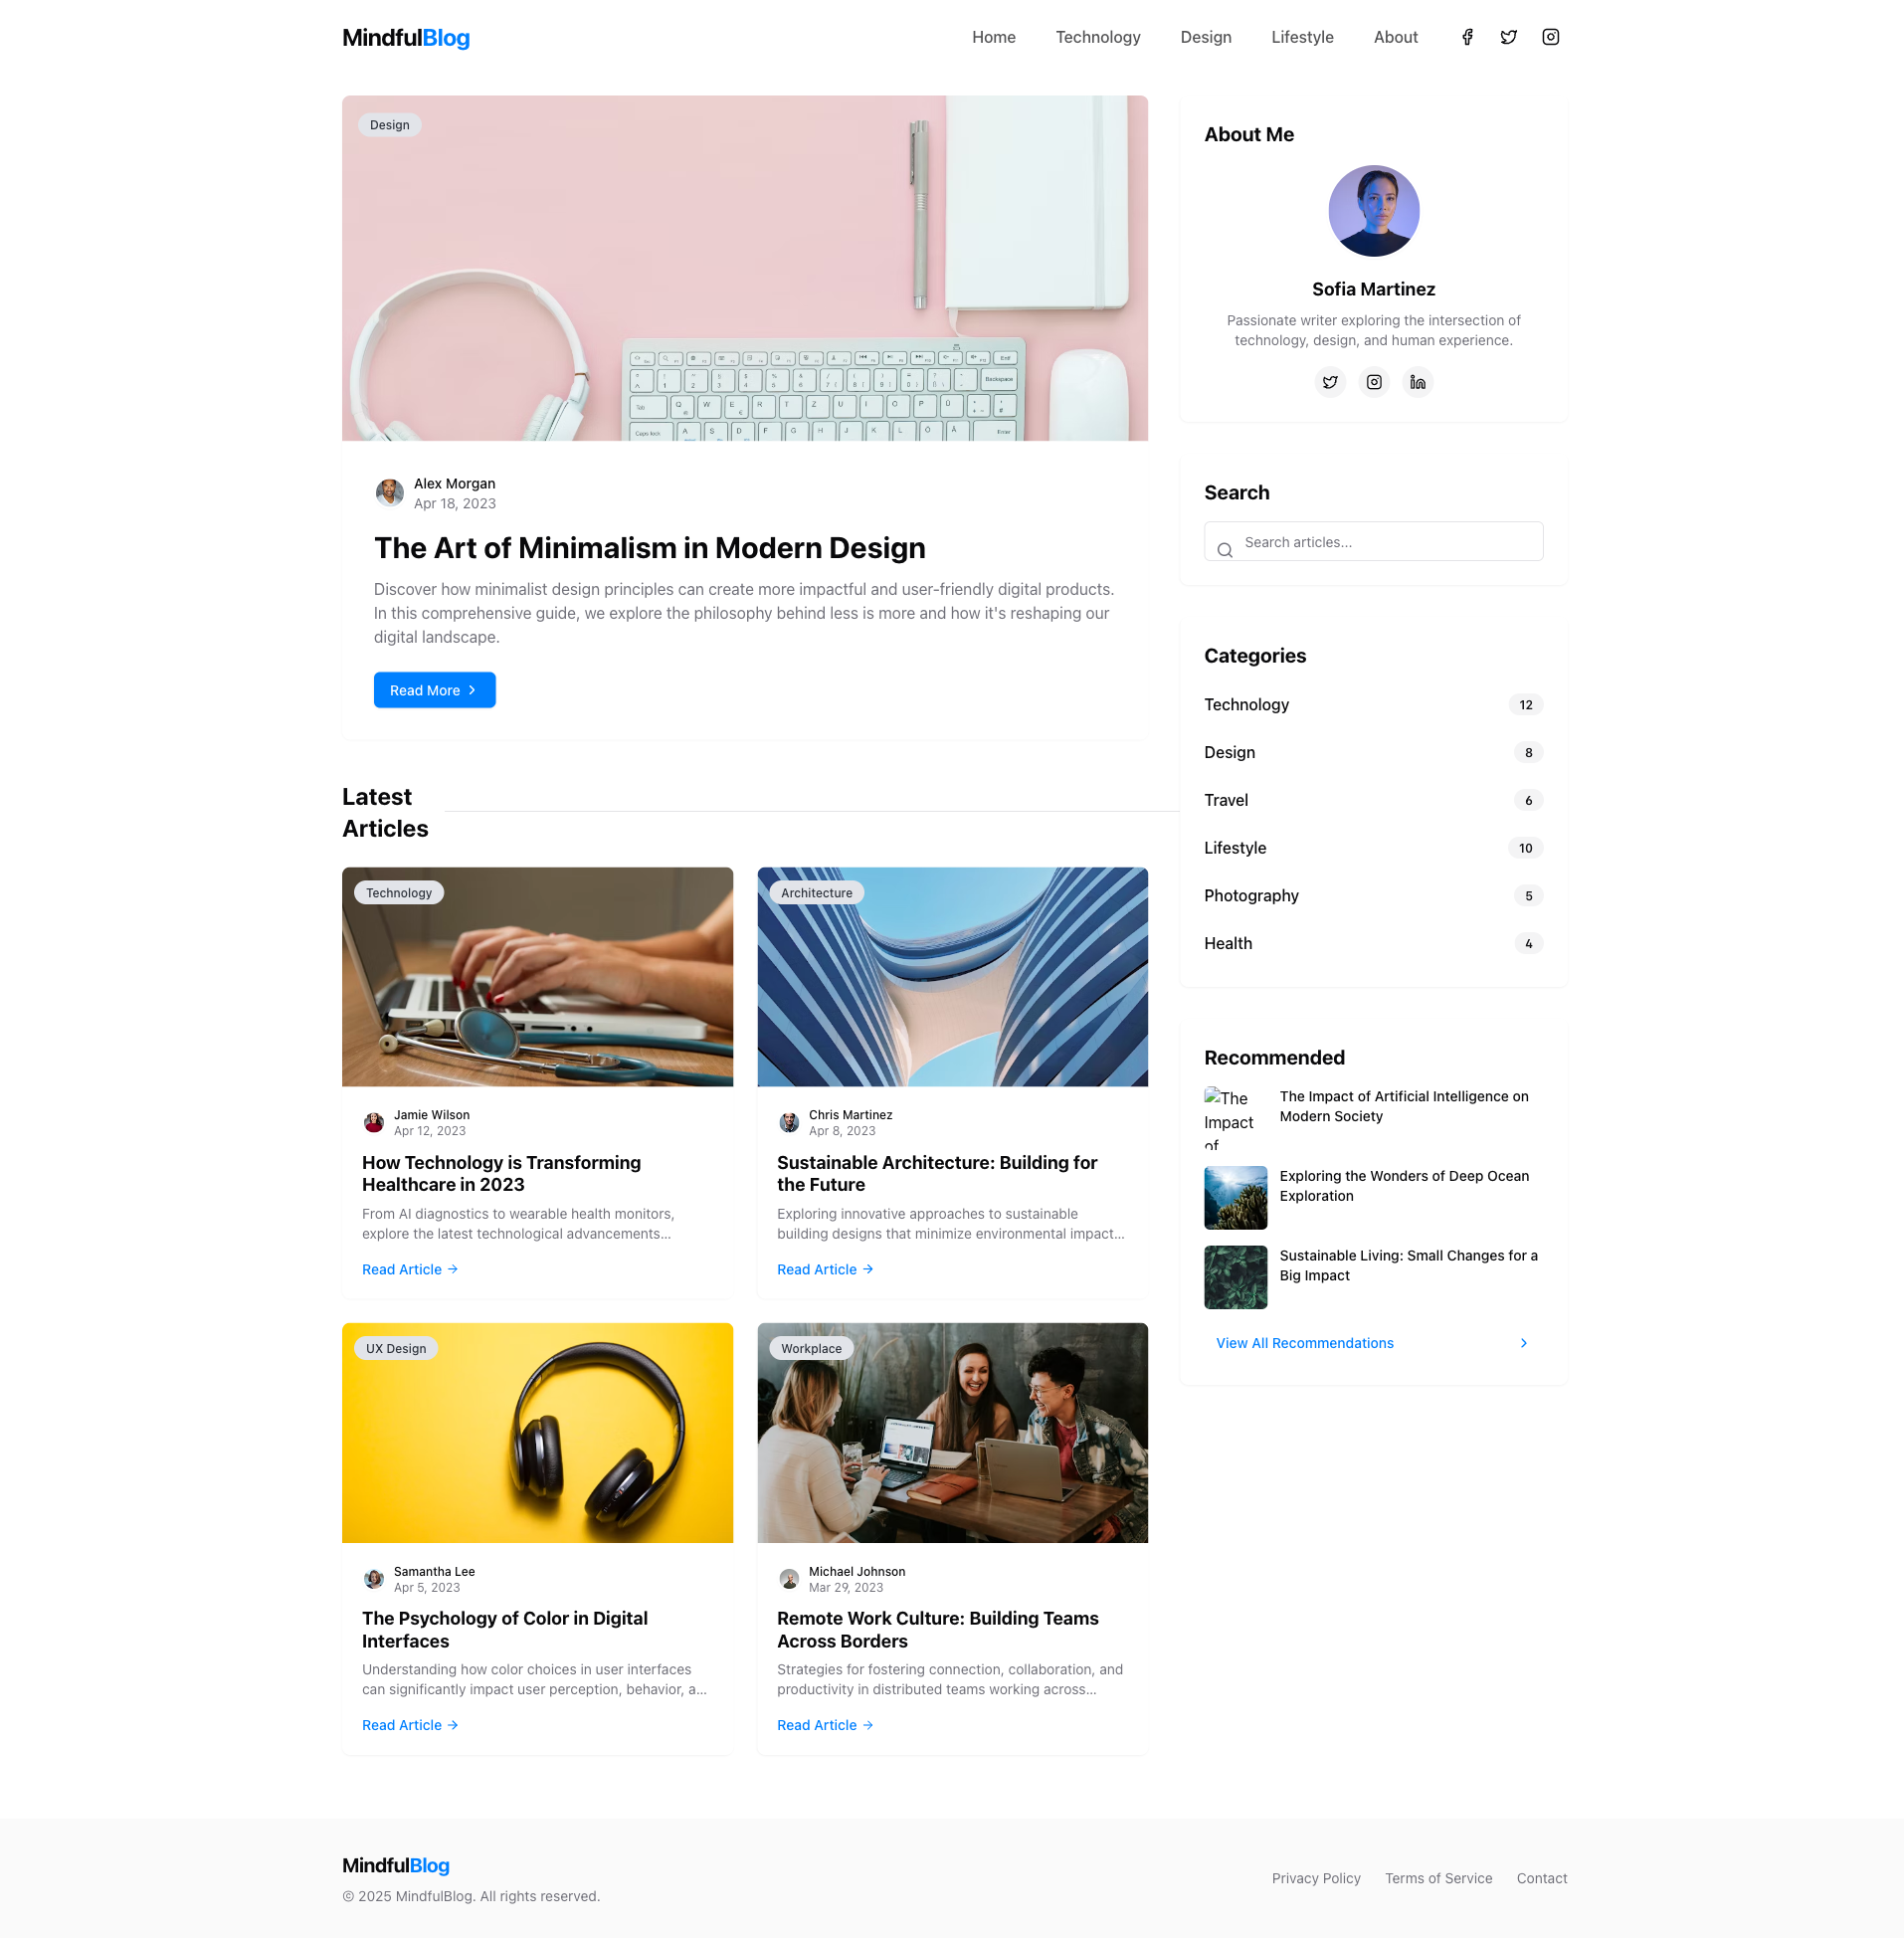 MindfulBlog
Home Technology Design Lifestyle About
Design
Alex Morgan
Apr 18, 2023
The Art of Minimalism in Modern Design
Discover how minimalist design principles can create more impactful and user-friendly digital products.
In this comprehensive guide, we explore the philosophy behind less is more and how it's reshaping our
digital landscape.
Read More
Latest
Articles
Technology
Jamie Wilson
Apr 12, 2023
How Technology is Transforming
Healthcare in 2023
From AI diagnostics to wearable health monitors,
explore the latest technological advancements...
Read Article
Architecture
Chris Martinez
Apr 8, 2023
Sustainable Architecture: Building for
the Future
Exploring innovative approaches to sustainable
building designs that minimize environmental impact...
Read Article
UX Design
Samantha Lee
Apr 5, 2023
The Psychology of Color in Digital
Interfaces
Understanding how color choices in user interfaces
can significantly impact user perception, behavior, a...
Read Article
Workplace
Michael Johnson
Mar 29, 2023
Remote Work Culture: Building Teams
Across Borders
Strategies for fostering connection, collaboration, and
productivity in distributed teams working across...
Read Article
About Me
Sofia Martinez
Passionate writer exploring the intersection of
technology, design, and human experience.
Search
Search articles...
Categories
Technology 12
Design 8
Travel 6
Lifestyle 10
Photography 5
Health 4
Recommended
The
Impact
of
The Impact of Artificial Intelligence on
Modern Society
Exploring the Wonders of Deep Ocean
Exploration
Sustainable Living: Small Changes for a
Big Impact
View All Recommendations
MindfulBlog
© 2025 MindfulBlog. All rights reserved.
Privacy Policy Terms of Service Contact